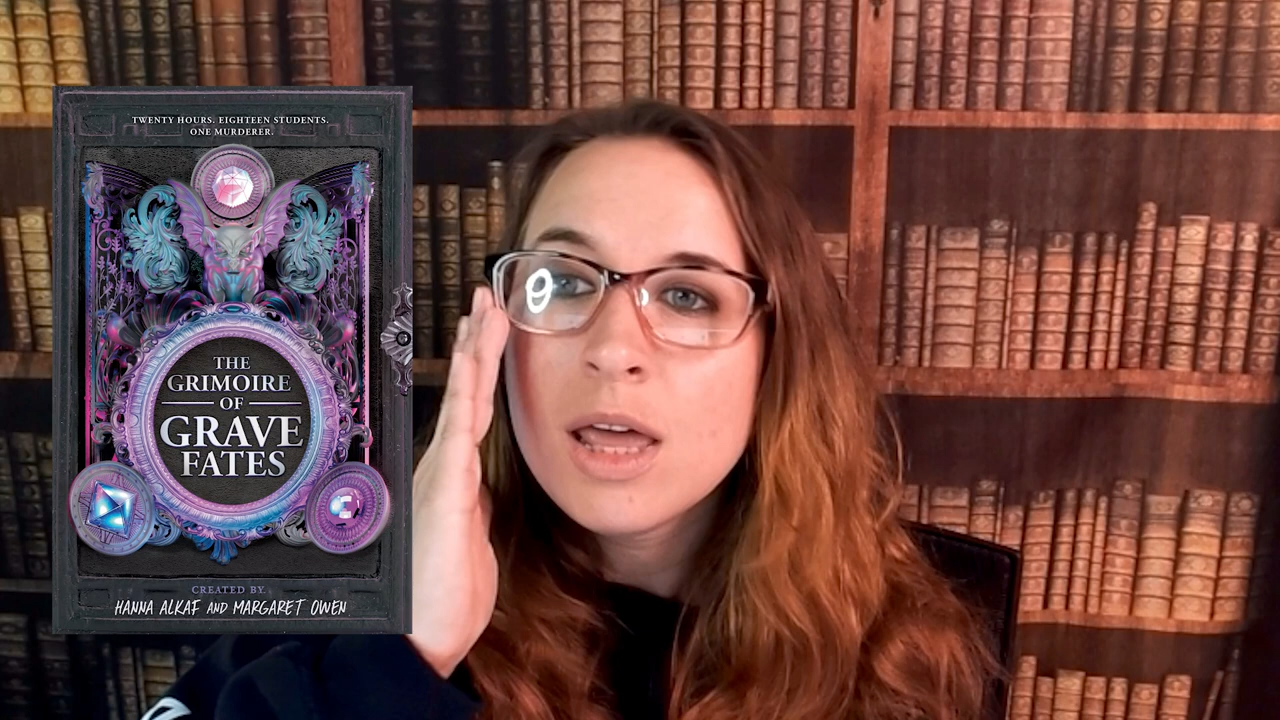 TWENTY HOURS. EIGHTEEN STUDENTS.
ONE MURDERER.
THE
GRIMOIRE
OF
GRAVE
FATES
CREATED BY
HANNA ALKAF AND MARGARET OWEN